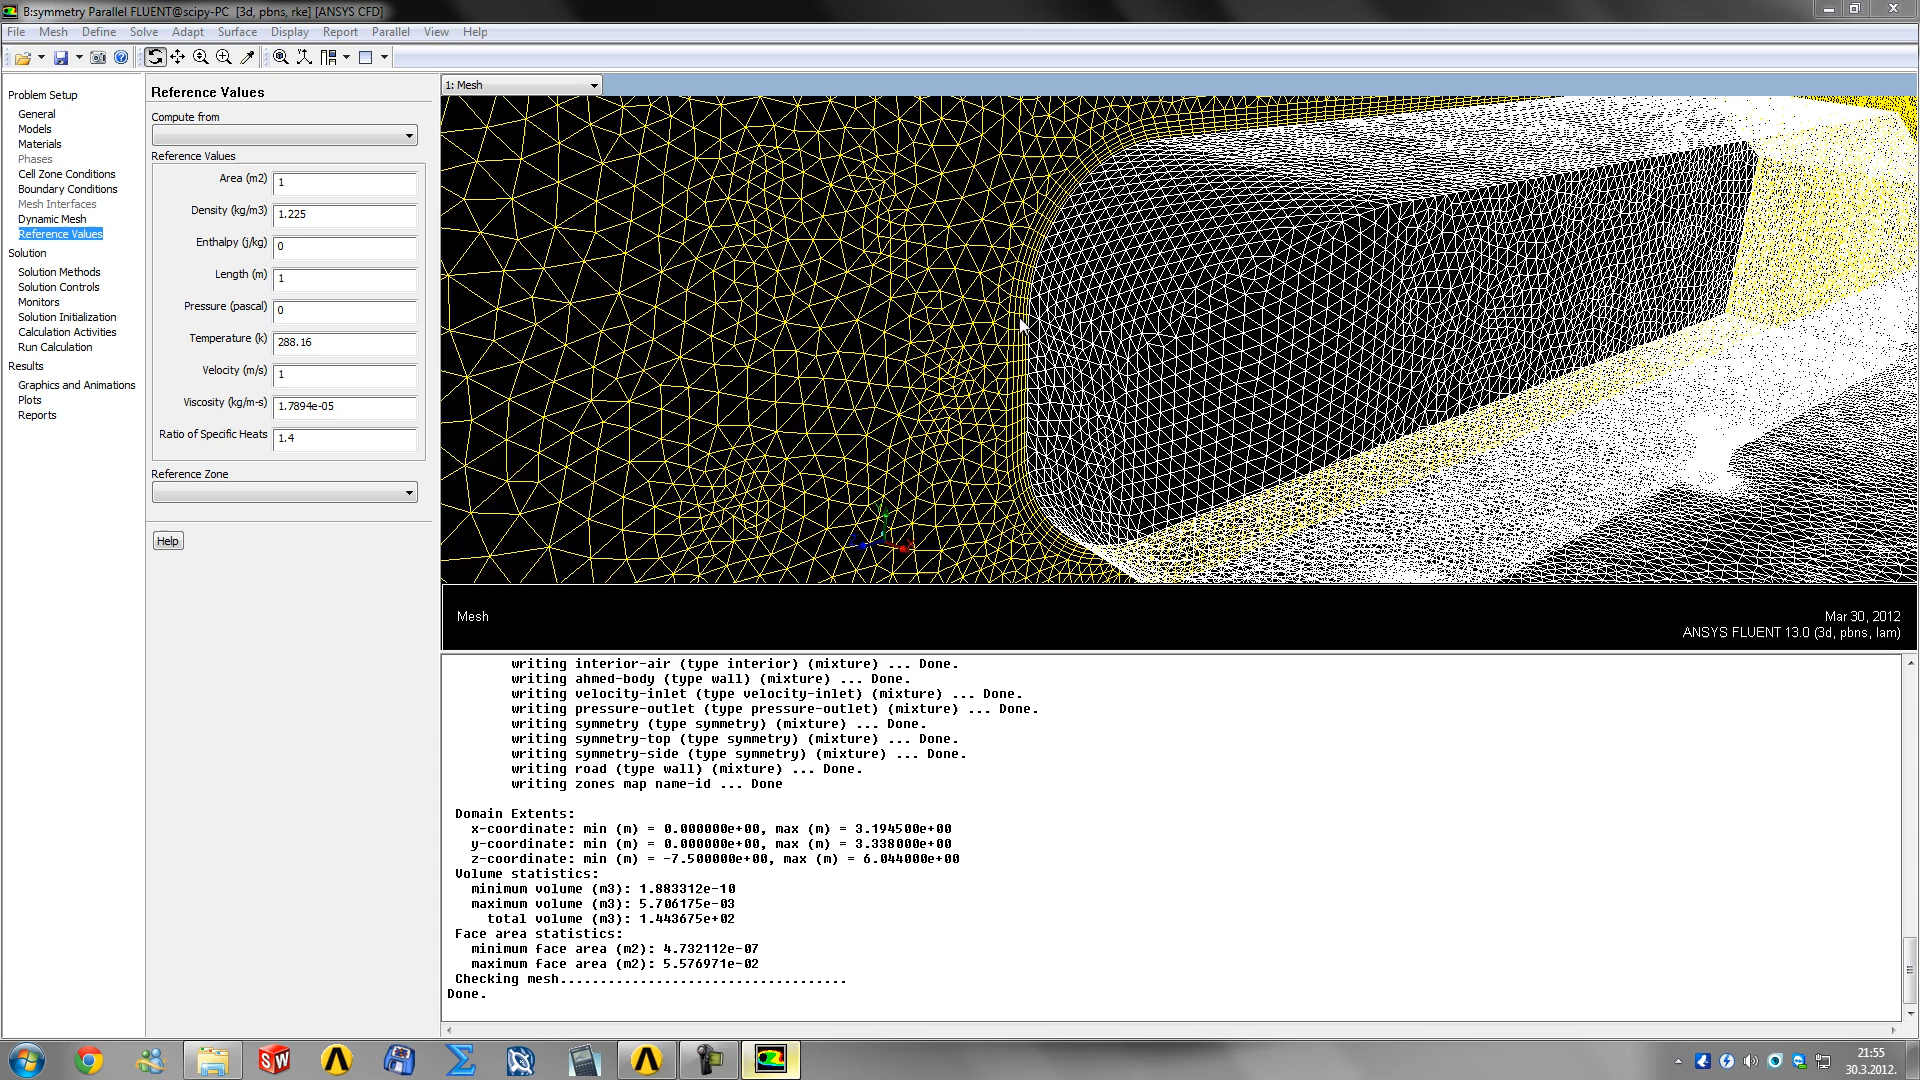 B:symmetry Parallel FLUENT@scipy-PC [3d, pbns, rke] [ANSYS CFD]
File Mesh Define Solve Adapt Surface Display Report Parallel View Help
Problem Setup
General
Models
Materials
Phases
Cell Zone Conditions
Boundary Conditions
Mesh Interfaces
Dynamic Mesh
Reference Values
Solution
Solution Methods
Solution Controls
Monitors
Solution Initialization
Calculation Activities
Run Calculation
Results
Graphics and Animations
Plots
Reports
Reference Values
Compute from
Reference Values
Area (m2) 1
Density (kg/m3) 1.225
Enthalpy (j/kg) 0
Length (m) 1
Pressure (pascal) 0
Temperature (k) 288.16
Velocity (m/s) 1
Viscosity (kg/m-s) 1.7894e-05
Ratio of Specific Heats 1.4
Reference Zone
Help
1: Mesh
Mesh
Mar 30, 2012
ANSYS FLUENT 13.0 (3d, pbns, lam)
writing interior-air (type interior) (mixture) ... Done.
writing ahmed-body (type wall) (mixture) ... Done.
writing velocity-inlet (type velocity-inlet) (mixture) ... Done.
writing pressure-outlet (type pressure-outlet) (mixture) ... Done.
writing symmetry (type symmetry) (mixture) ... Done.
writing symmetry-top (type symmetry) (mixture) ... Done.
writing symmetry-side (type symmetry) (mixture) ... Done.
writing road (type wall) (mixture) ... Done.
writing zones map name-id ... Done
Domain Extents:
x-coordinate: min (m) = 0.000000e+00, max (m) = 3.194500e+00
y-coordinate: min (m) = 0.000000e+00, max (m) = 3.338000e+00
z-coordinate: min (m) = -7.500000e+00, max (m) = 6.044000e+00
Volume statistics:
minimum volume (m3): 1.883312e-10
maximum volume (m3): 5.706175e-03
total volume (m3): 1.443675e+02
Face area statistics:
minimum face area (m2): 4.732112e-07
maximum face area (m2): 5.576971e-02
Checking mesh....................................
Done.
SW
21:55
30.3.2012.